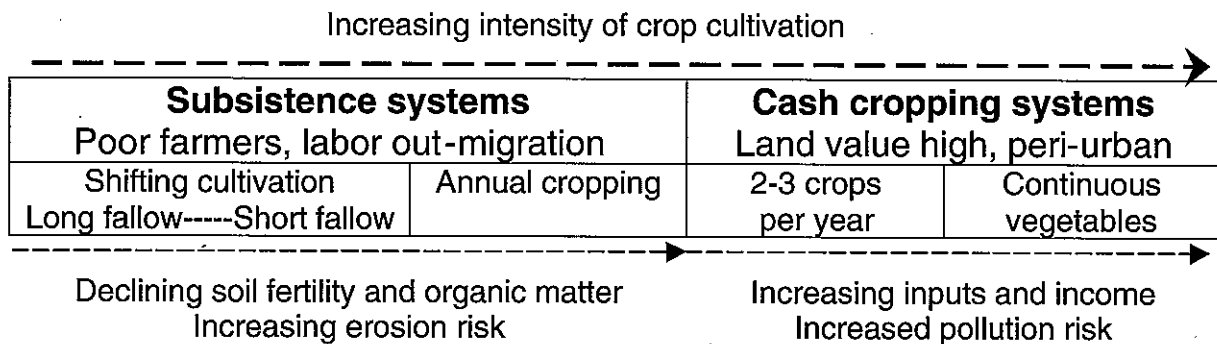 Increasing intensity of crop cultivation
Subsistence systems
Poor farmers, labor out-migration
Cash cropping systems
Land value high, peri-urban
Shifting cultivation
Long fallow-----Short fallow
Annual cropping
2-3 crops
per year
Continuous
vegetables
Declining soil fertility and organic matter
Increasing erosion risk
Increasing inputs and income
Increased pollution risk